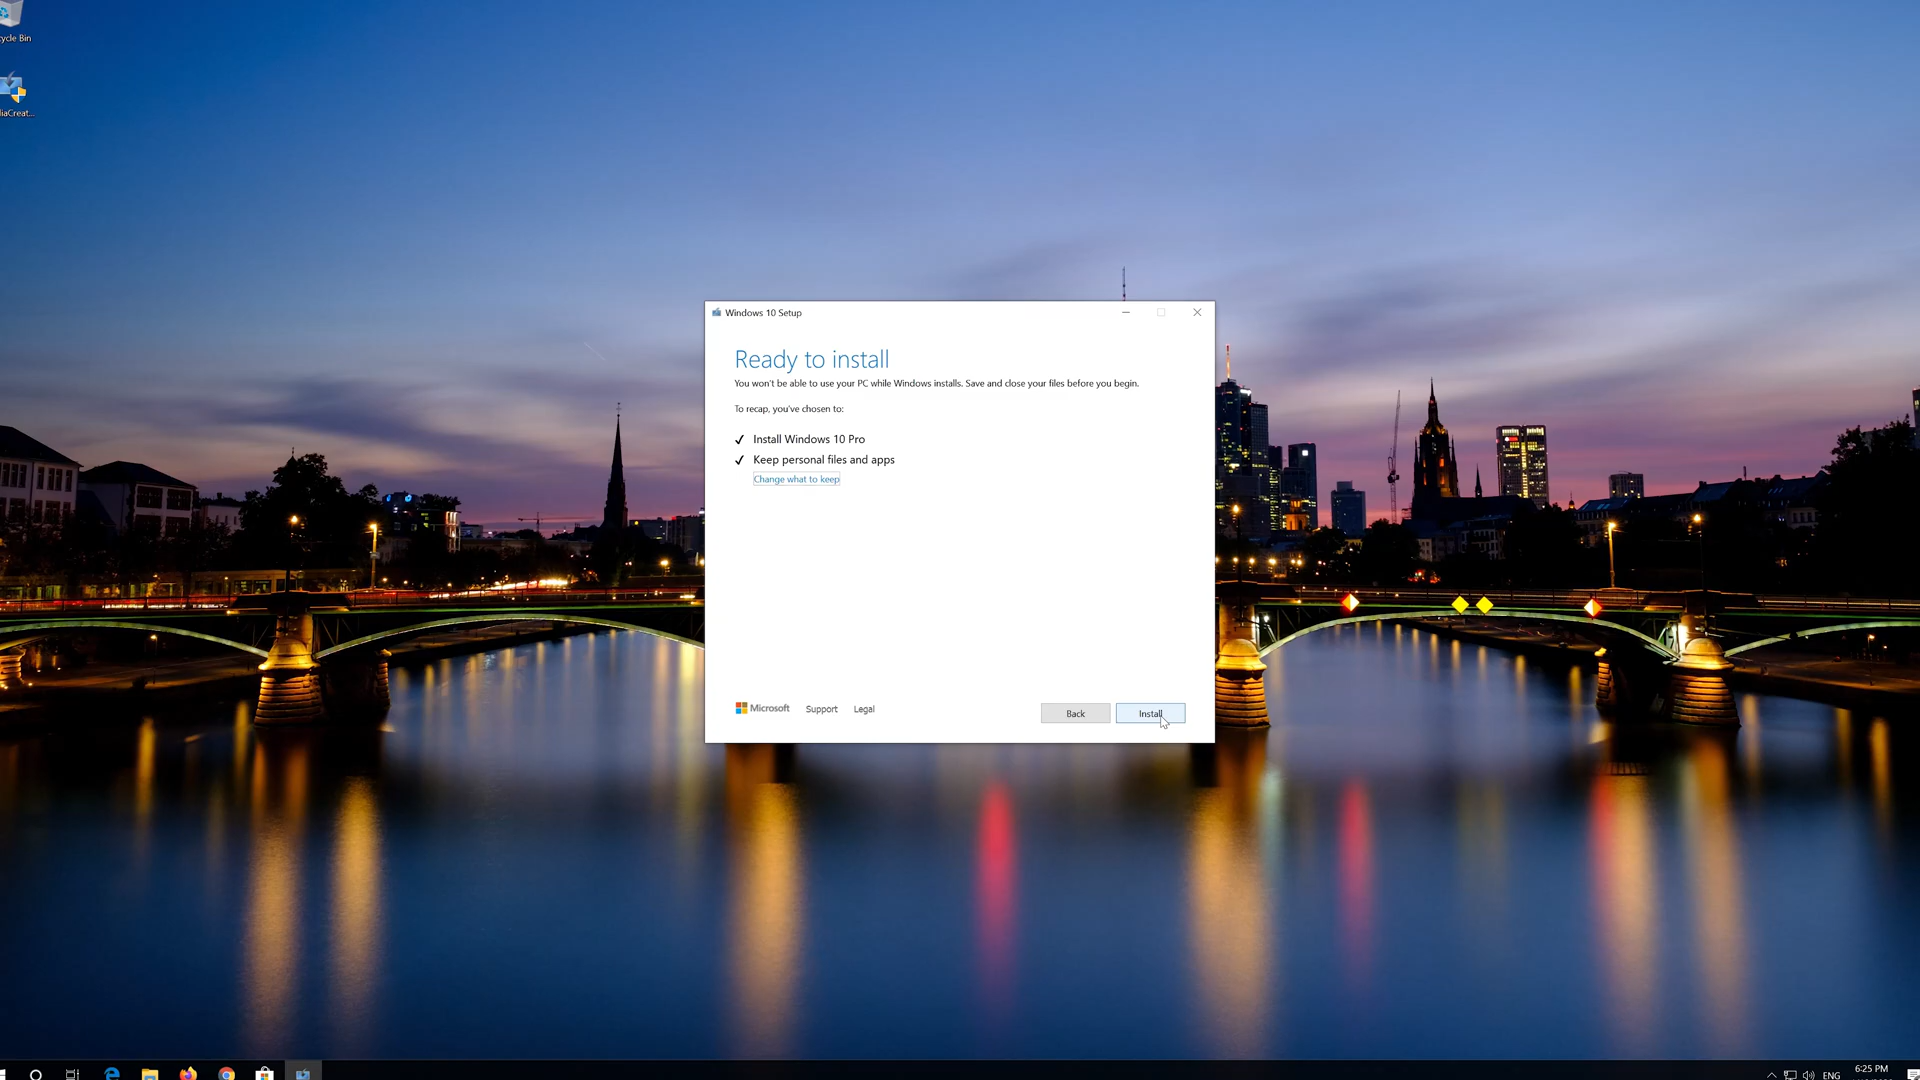 cycle Bin
diaCreat...
Windows 10 Setup
Ready to install
You won't be able to use your PC while Windows installs. Save and close your files before you begin.
To recap, you've chosen to:
Install Windows 10 Pro
Keep personal files and apps
Change what to keep
Microsoft
Support
Legal
Back
Install
ENG
6:25 PM